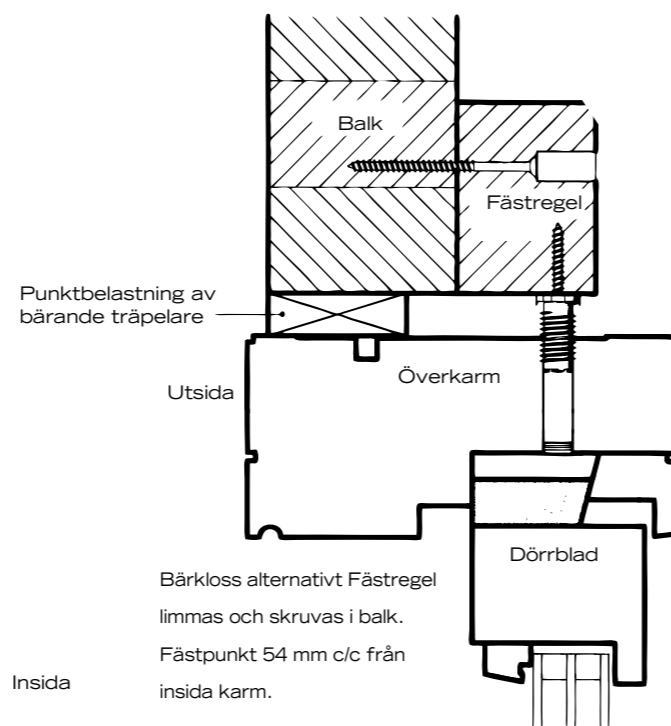 Balk
Fästregel
Punktbelastning av
bärande träpelare
Utsida
Överkarm
Dörrblad
Bärkloss alternativt Fästregel
limmas och skruvas i balk.
Fästpunkt 54 mm c/c från
insida karm.
Insida